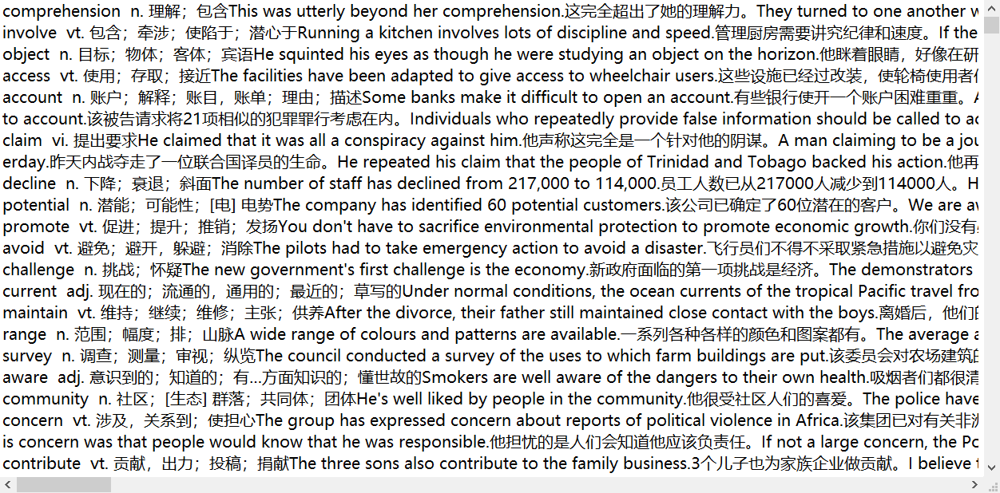 comprehension  n. 理解；包含This was utterly beyond her comprehension.这完全超出了她的理解力。They turned to one another
involve  vt. 包含；牵涉；使陷于；潜心于Running a kitchen involves lots of discipline and speed.管理厨房需要讲究纪律和速度。If the
object  n. 目标；物体；客体；宾语He squinted his eyes as though he were studying an object on the horizon.他眯着眼睛，好像在研
access  vt. 使用；存取；接近The facilities have been adapted to give access to wheelchair users.这些设施已经过改装，使轮椅使用者
account  n. 账户；解释；账目，账单；理由；描述Some banks make it difficult to open an account.有些银行使开一个账户困难重重。
to account.该被告请求将21项相似的犯罪罪行考虑在内。Individuals who repeatedly provide false information should be called to
claim  vi. 提出要求He claimed that it was all a conspiracy against him.他声称这完全是一个针对他的阴谋。A man claiming to be a
erday.昨天内战夺走了一位联合国译员的生命。He repeated his claim that the people of Trinidad and Tobago backed his action.他再
decline  n. 下降；衰退；斜面The number of staff has declined from 217,000 to 114,000.员工人数已从217000人减少到114000人。
potential  n. 潜能；可能性；[电] 电势The company has identified 60 potential customers.该公司已确定了60位潜在的客户。We are
promote  vt. 促进；提升；推销；发扬You don't have to sacrifice environmental protection to promote economic growth.你们没有
avoid  vt. 避免；避开，躲避；消除The pilots had to take emergency action to avoid a disaster.飞行员们不得不采取紧急措施以避免灾
challenge  n. 挑战；怀疑The new government's first challenge is the economy.新政府面临的第一项挑战是经济。The demonstrators
current  adj. 现在的；流通的，通用的；最近的；草写的Under normal conditions, the ocean currents of the tropical Pacific travel
maintain  vt. 维持；继续；维修；主张；供养After the divorce, their father still maintained close contact with the boys.离婚后，他们
range  n. 范围；幅度；排；山脉A wide range of colours and patterns are available.一系列各种各样的颜色和图案都有。The average
survey  n. 调查；测量；审视；纵览The council conducted a survey of the uses to which farm buildings are put.该委员会对农场建筑
aware  adj. 意识到的；知道的；有...方面知识的；懂世故的Smokers are well aware of the dangers to their own health.吸烟者们都很清
community  n. 社区；[生态] 群落；共同体；团体He's well liked by people in the community.他很受社区人们的喜爱。The police have
concern  vt. 涉及，关系到；使担心The group has expressed concern about reports of political violence in Africa.该集团已对有关非
is concern was that people would know that he was responsible.他担忧的是人们会知道他应该负责任。If not a large concern, the
contribute  vt. 贡献，出力；投稿；捐献The three sons also contribute to the family business.3个儿子也为家族企业做贡献。I believe